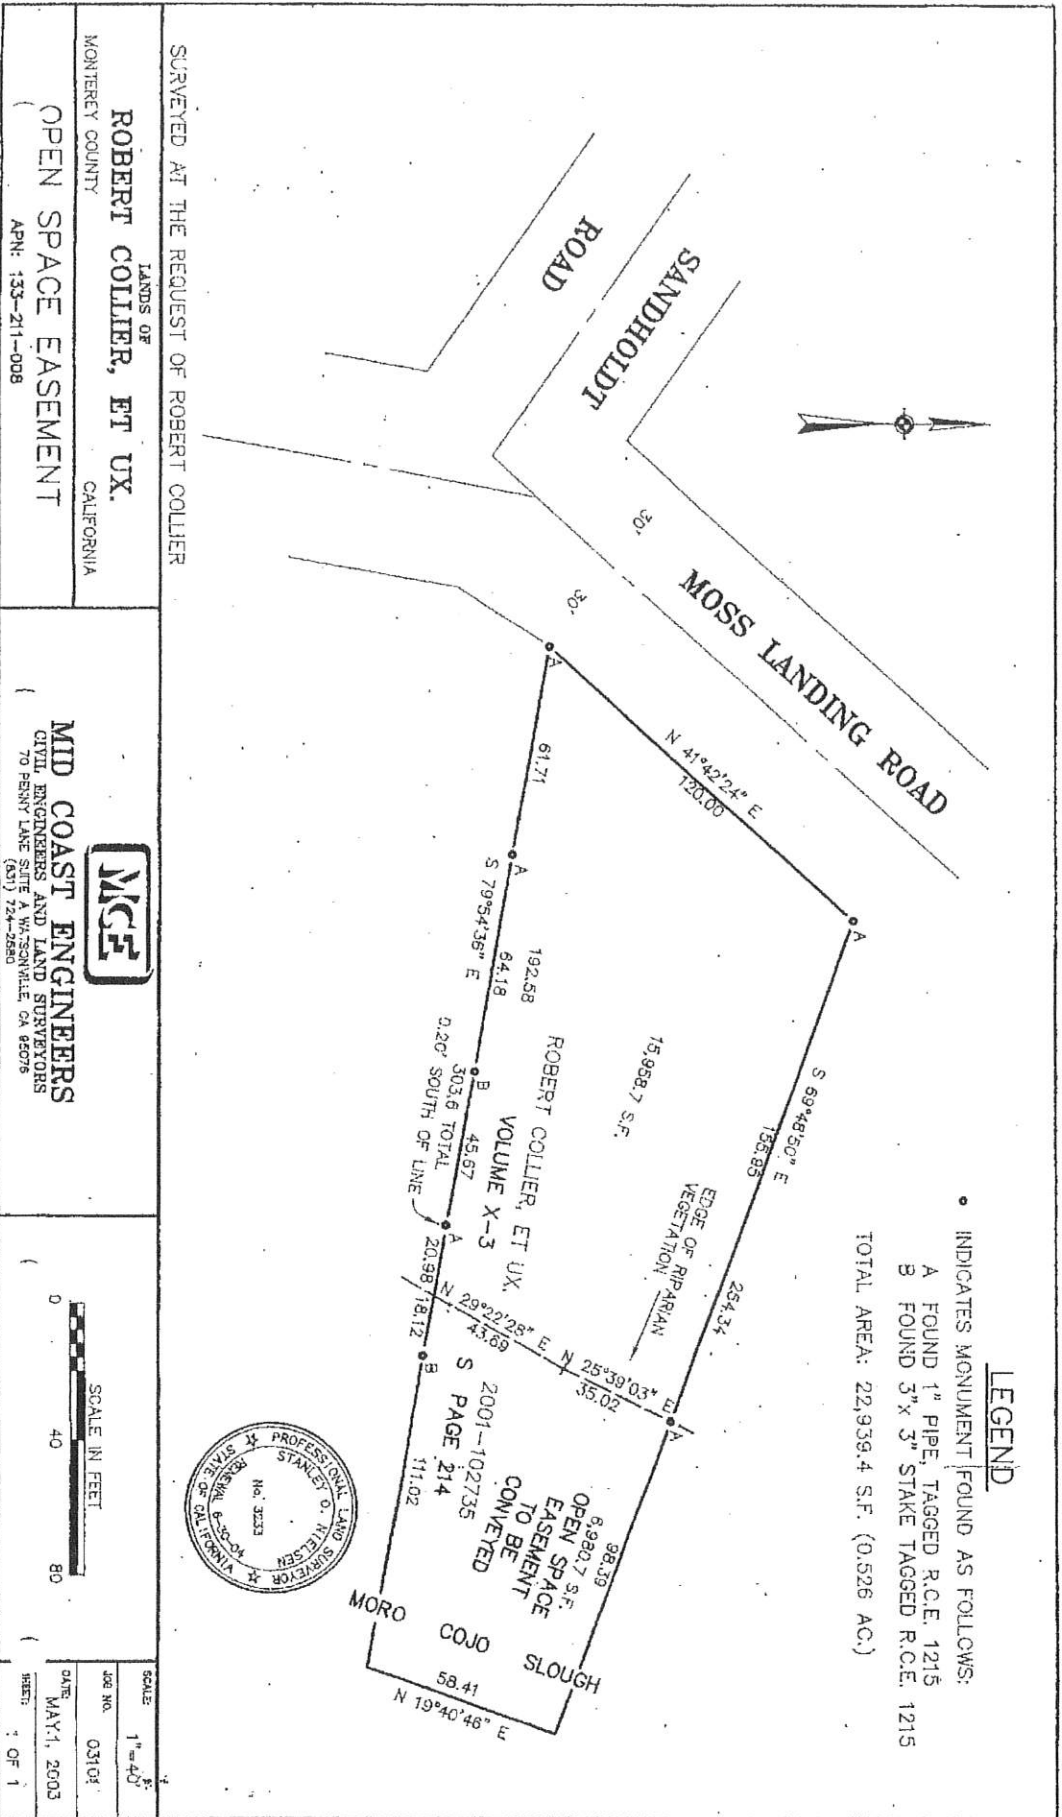 LEGEND
INDICATES MONUMENT FOUND AS FOLLOWS:
A FOUND 1" PIPE, TAGGED R.C.E. 1215
B FOUND 3"x 3" STAKE TAGGED R.C.E. 1215
TOTAL AREA: 22,939.4 S.F. (0.526 AC.)
SANDHOLDT
ROAD
MOSS LANDING ROAD
30'
30'
N 41°42'24" E
120.00
A
A
S 69°48'50" E
155.95
254.34
98.39
A
EDGE OF RIPARIAN
VEGETATION
15,958.7 S.F.
61.71
A
192.58
64.18
S 79°54'36" E
B
45.67
303.6 TOTAL
0.20' SOUTH OF LINE
A
20.98
18.12
B
111.02
ROBERT COLLIER, ET UX.
VOLUME X-3
2001-102735
S PAGE 214
N 29°22'28" E
43.69
N 25°39'03" E
35.02
6,980.7 S.F.
OPEN SPACE
EASEMENT
TO BE
CONVEYED
MORO COJO SLOUGH
58.41
N 19°40'46" E
PROFESSIONAL LAND SURVEYOR
STANLEY O. NIELSEN
No. 3233
RENEWAL 6-30-04
STATE OF CALIFORNIA
SURVEYED AT THE REQUEST OF ROBERT COLLIER
LANDS OF
ROBERT COLLIER, ET UX.
MONTEREY COUNTY CALIFORNIA
OPEN SPACE EASEMENT
APN: 133-211-008
MCE
MID COAST ENGINEERS
CIVIL ENGINEERS AND LAND SURVEYORS
70 PENNY LANE SUITE A WATSONVILLE, CA 95076
(831) 724-2580
SCALE IN FEET
0 40 80
SCALE: 1"=40'
JOB NO. 03101
DATE: MAY 1, 2003
SHEET: 1 OF 1